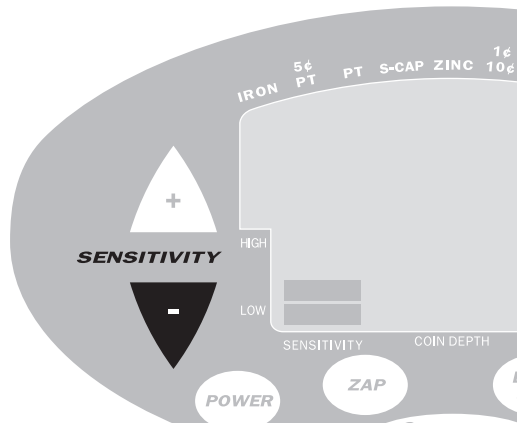 IRON 5¢ PT PT S-CAP ZINC 1¢ 10¢
+
SENSITIVITY
-
HIGH
LOW
SENSITIVITY COIN DEPTH
POWER ZAP